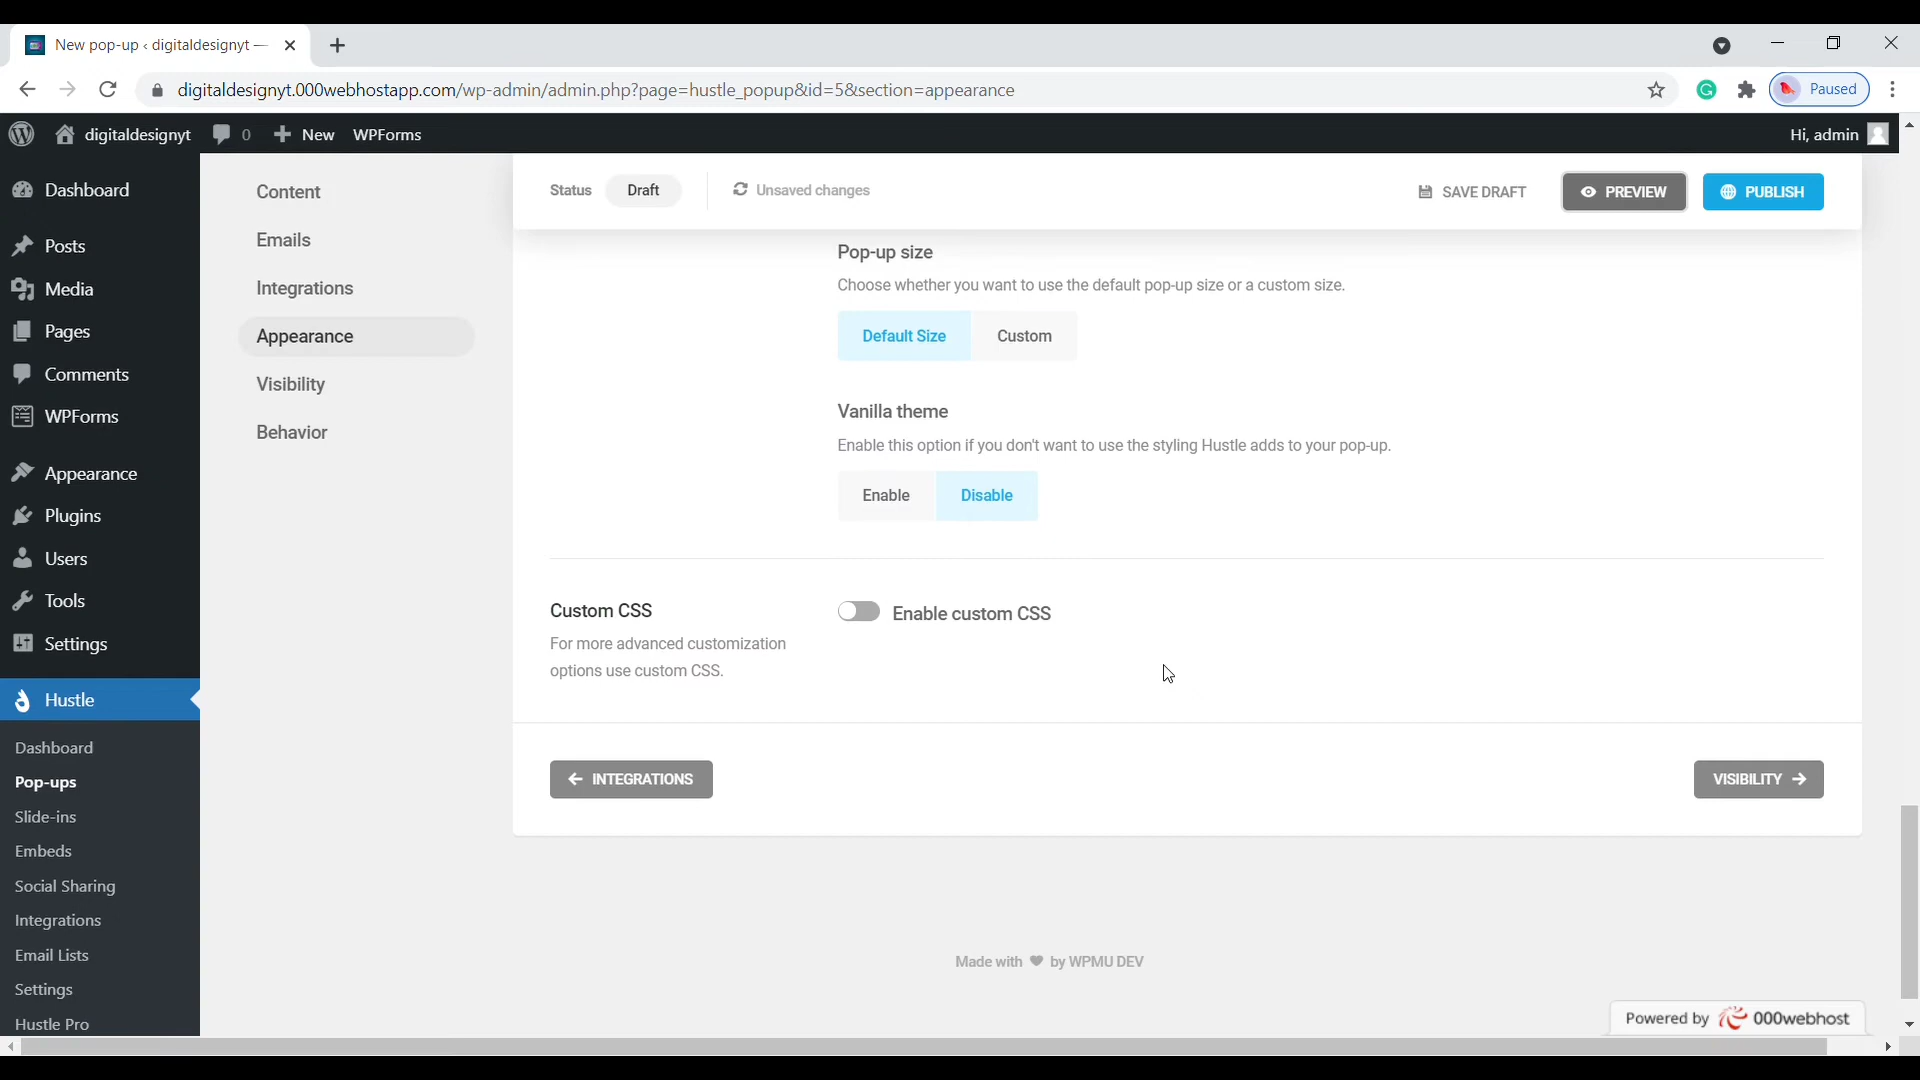 New pop-up ‹ digitaldesignyt —
digitaldesignyt.000webhostapp.com/wp-admin/admin.php?page=hustle_popup&id=5&section=appearance
Paused
digitaldesignyt
0
New
WPForms
Hi, admin
Dashboard
Posts
Media
Pages
Comments
WPForms
Appearance
Plugins
Users
Tools
Settings
Hustle
Dashboard
Pop-ups
Slide-ins
Embeds
Social Sharing
Integrations
Email Lists
Settings
Hustle Pro
Content
Emails
Integrations
Appearance
Visibility
Behavior
Status
Draft
Unsaved changes
SAVE DRAFT
PREVIEW
PUBLISH
Pop-up size
Choose whether you want to use the default pop-up size or a custom size.
Default Size
Custom
Vanilla theme
Enable this option if you don't want to use the styling Hustle adds to your pop-up.
Enable
Disable
Custom CSS
For more advanced customization
options use custom CSS.
Enable custom CSS
INTEGRATIONS
VISIBILITY
Made with ♥ by WPMU DEV
Powered by 000webhost